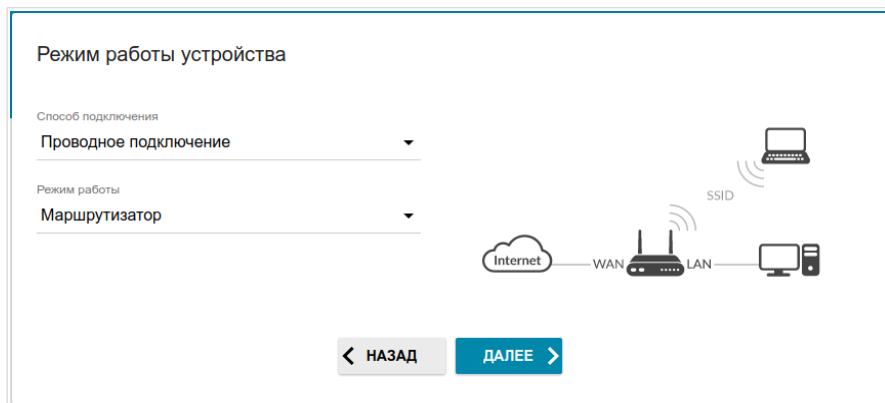 Режим работы устройства
Способ подключения
Проводное подключение
Режим работы
Маршрутизатор
SSID
Internet
WAN
LAN
НАЗАД
ДАЛЕЕ